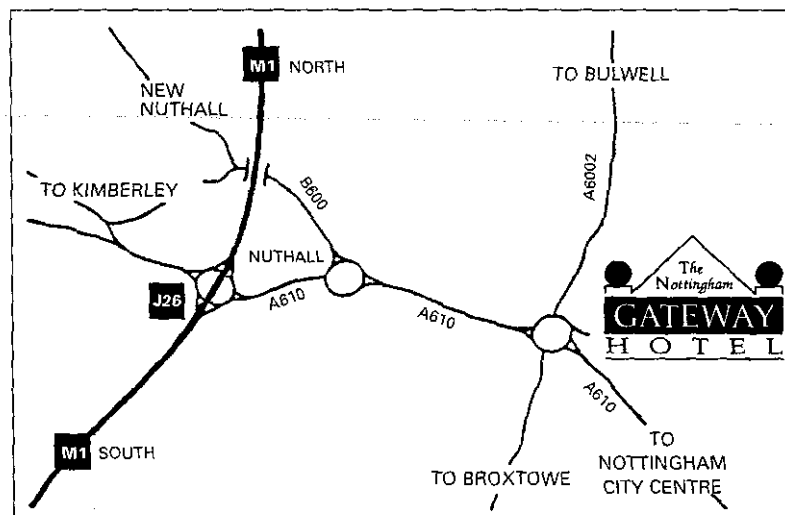 M1 NORTH
NEW
NUTHALL
TO BULWELL
TO KIMBERLEY
B600
A6002
NUTHALL
J26
A610
A610
The
Nottingham
GATEWAY
HOTEL
A610
M1 SOUTH
TO BROXTOWE
TO
NOTTINGHAM
CITY CENTRE